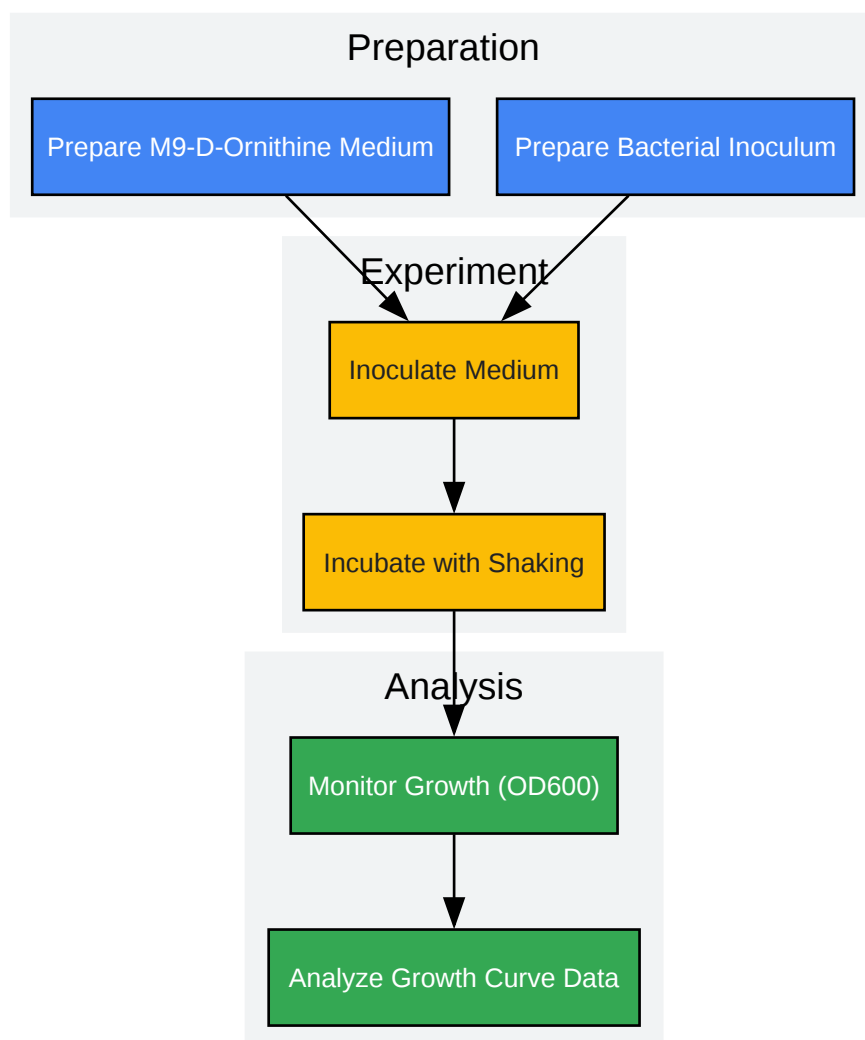 Preparation
Prepare M9-D-Ornithine Medium
Prepare Bacterial Inoculum
Experiment
Inoculate Medium
Incubate with Shaking
Analysis
Monitor Growth (OD600)
Analyze Growth Curve Data